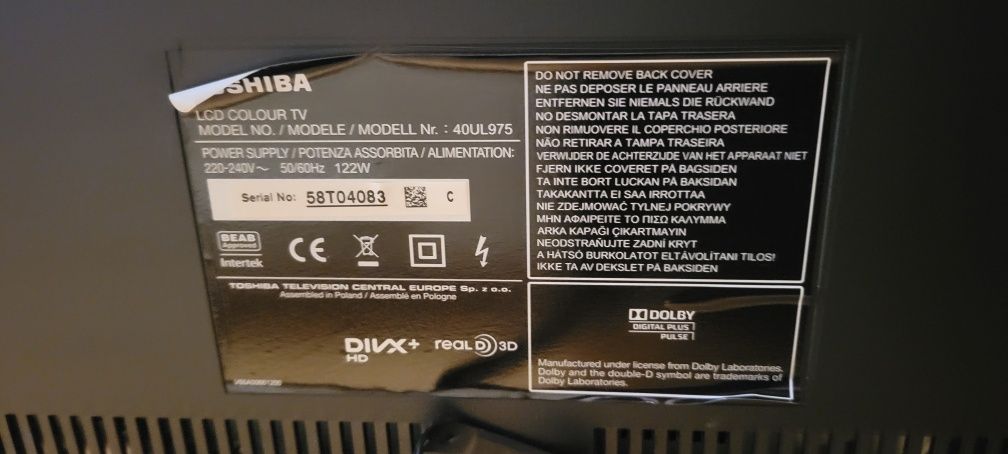 TOSHIBA
LCD COLOUR TV
MODEL NO. / MODELE / MODELL Nr. : 40UL975
POWER SUPPLY / POTENZA ASSORBITA / ALIMENTATION:
220-240V～ 50/60Hz 122W
Serial No: 58T04083 C
BEAB
Approved
Intertek
CE
TOSHIBA TELEVISION CENTRAL EUROPE Sp. z o.o.
Assembled in Poland / Assemblé en Pologne
DIVX+
HD
REAL D 3D
DO NOT REMOVE BACK COVER
NE PAS DEPOSER LE PANNEAU ARRIERE
ENTFERNEN SIE NIEMALS DIE RÜCKWAND
NO DESMONTAR LA TAPA TRASERA
NON RIMUOVERE IL COPERCHIO POSTERIORE
NÃO RETIRAR A TAMPA TRASEIRA
VERWIJDER DE ACHTERZIJDE VAN HET APPARAAT NIET
FJERN IKKE COVERET PÅ BAGSIDEN
TA INTE BORT LUCKAN PÅ BAKSIDAN
TAKAKANTTA EI SAA IRROTTAA
NIE ZDEJMOWAĆ TYLNEJ POKRYWY
ΜΗΝ ΑΦΑΙΡΕΙΤΕ ΤΟ ΠΙΣΩ ΚΑΛΥΜΜΑ
ARKA KAPAĞI ÇIKARTMAYIN
NEODSTRAŇUJTE ZADNÍ KRYT
A HÁTSÓ BURKOLATOT ELTÁVOLÍTANI TILOS!
IKKE TA AV DEKSLET PÅ BAKSIDEN
DOLBY
DIGITAL PLUS
PULSE
Manufactured under license from Dolby Laboratories.
Dolby and the double-D symbol are trademarks of
Dolby Laboratories.